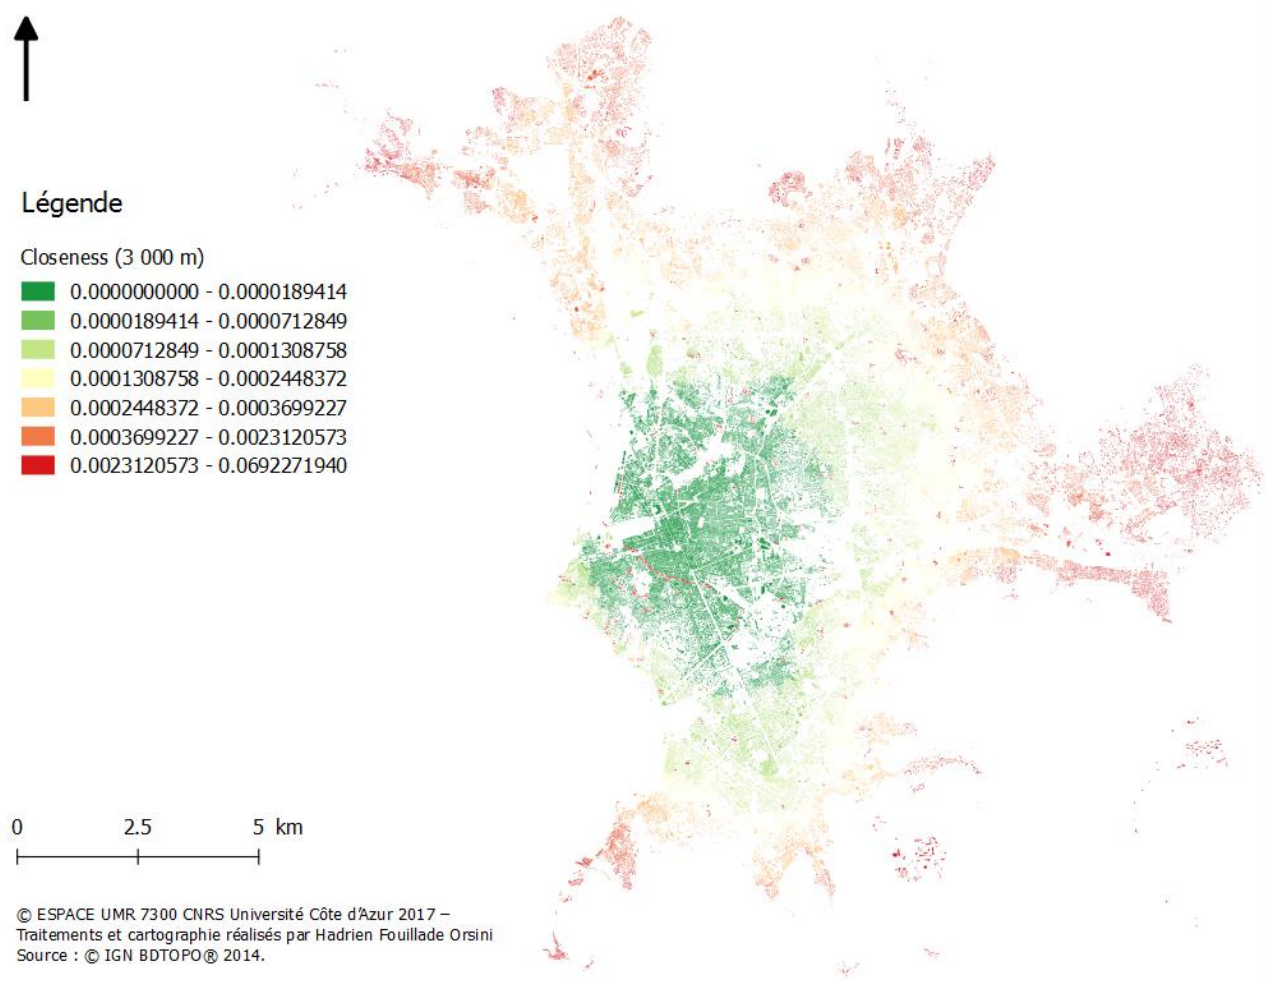 Légende
Closeness (3 000 m)
0.0000000000 - 0.0000189414
0.0000189414 - 0.0000712849
0.0000712849 - 0.0001308758
0.0001308758 - 0.0002448372
0.0002448372 - 0.0003699227
0.0003699227 - 0.0023120573
0.0023120573 - 0.0692271940
0 2.5 5 km
© ESPACE UMR 7300 CNRS Université Côte d'Azur 2017 –
Traitements et cartographie réalisés par Hadrien Fouillade Orsini
Source : © IGN BDTOPO® 2014.